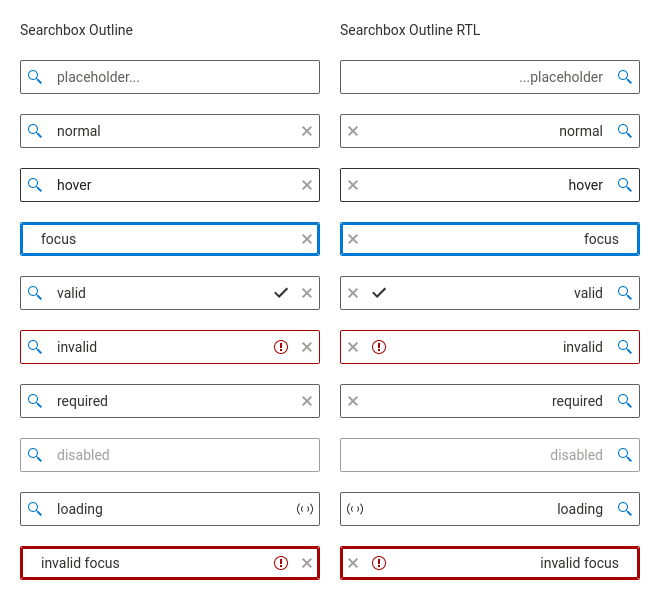 Searchbox Outline
placeholder...
normal
hover
focus
valid
invalid
required
disabled
loading
invalid focus
Searchbox Outline RTL
...placeholder
normal
hover
focus
valid
invalid
required
disabled
loading
invalid focus